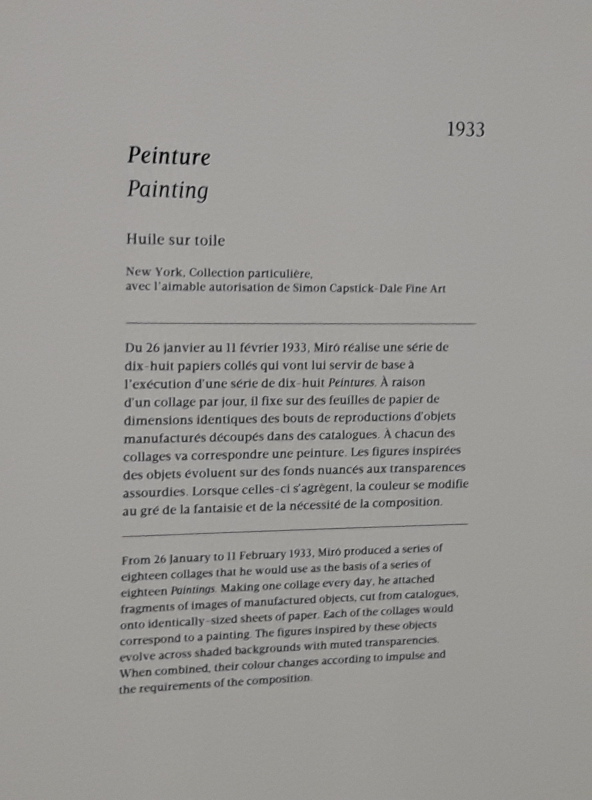 1933
Peinture
Painting
Huile sur toile
New York, Collection particulière,
avec l'aimable autorisation de Simon Capstick-Dale Fine Art
Du 26 janvier au 11 février 1933, Miró réalise une série de
dix-huit papiers collés qui vont lui servir de base à
l'exécution d'une série de dix-huit Peintures. À raison
d'un collage par jour, il fixe sur des feuilles de papier de
dimensions identiques des bouts de reproductions d'objets
manufacturés découpés dans des catalogues. À chacun des
collages va correspondre une peinture. Les figures inspirées
des objets évoluent sur des fonds nuancés aux transparences
assourdies. Lorsque celles-ci s'agrègent, la couleur se modifie
au gré de la fantaisie et de la nécessité de la composition.
From 26 January to 11 February 1933, Miró produced a series of
eighteen collages that he would use as the basis of a series of
eighteen Paintings. Making one collage every day, he attached
fragments of images of manufactured objects, cut from catalogues,
onto identically-sized sheets of paper. Each of the collages would
correspond to a painting. The figures inspired by these objects
evolve across shaded backgrounds with muted transparencies.
When combined, their colour changes according to impulse and
the requirements of the composition.